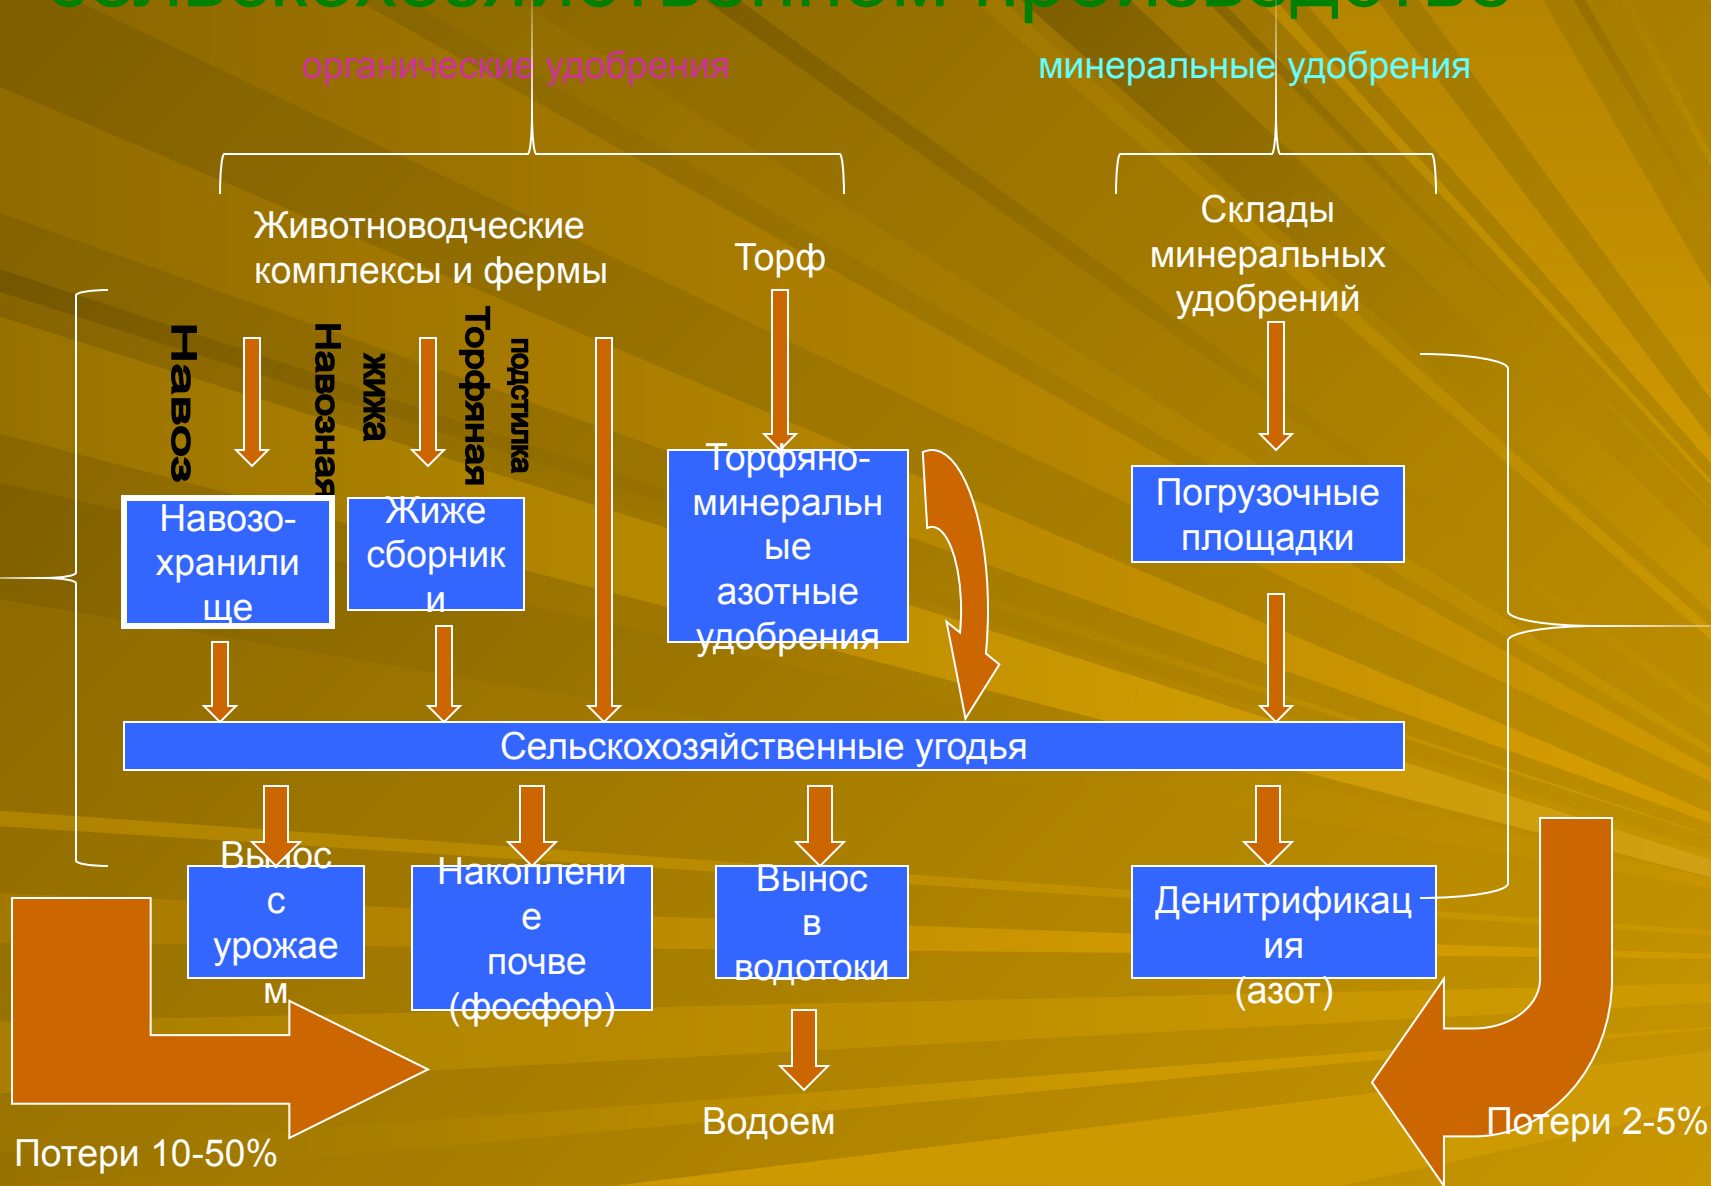 сельскохозяйственном производстве
органические удобрения
минеральные удобрения
Животноводческие
комплексы и фермы
Торф
Склады
минеральных
удобрений
Навоз
Навозная
жижа
Торфяная
подстилка
Навозо-
хранили
ще
Жиже
сборник
и
Торфяно-
минеральн
ые
азотные
удобрения
Погрузочные
площадки
Сельскохозяйственные угодья
Вынос
с
урожае
м
Накоплени
е
почве
(фосфор)
Вынос
в
водотоки
Денитрификац
ия
(азот)
Водоем
Потери 10-50%
Потери 2-5%